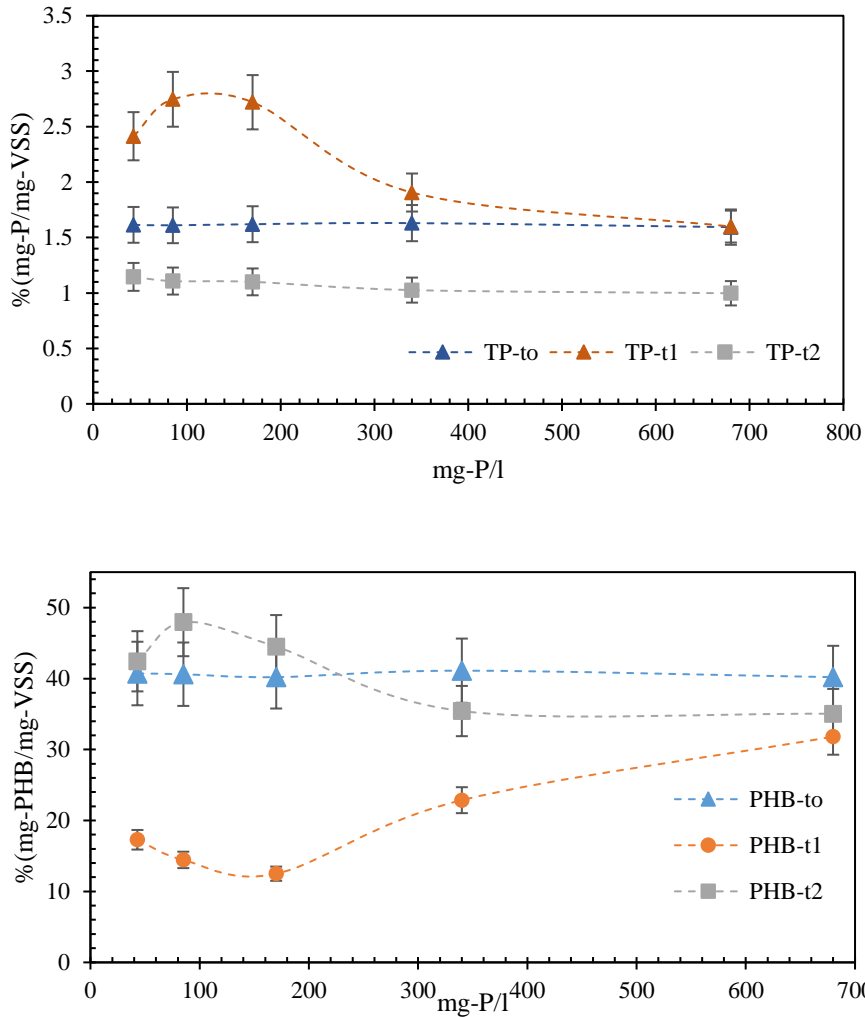 3.5
3
2.5
2
1.5
1
0.5
0
%(mg-P/mg-VSS)
TP-to TP-t1 TP-t2
0 100 200 300 400 500 600 700 800
mg-P/l
50
40
30
20
10
0
%(mg-PHB/mg-VSS)
PHB-to
PHB-t1
PHB-t2
0 100 200 300 400 500 600 700
mg-P/l